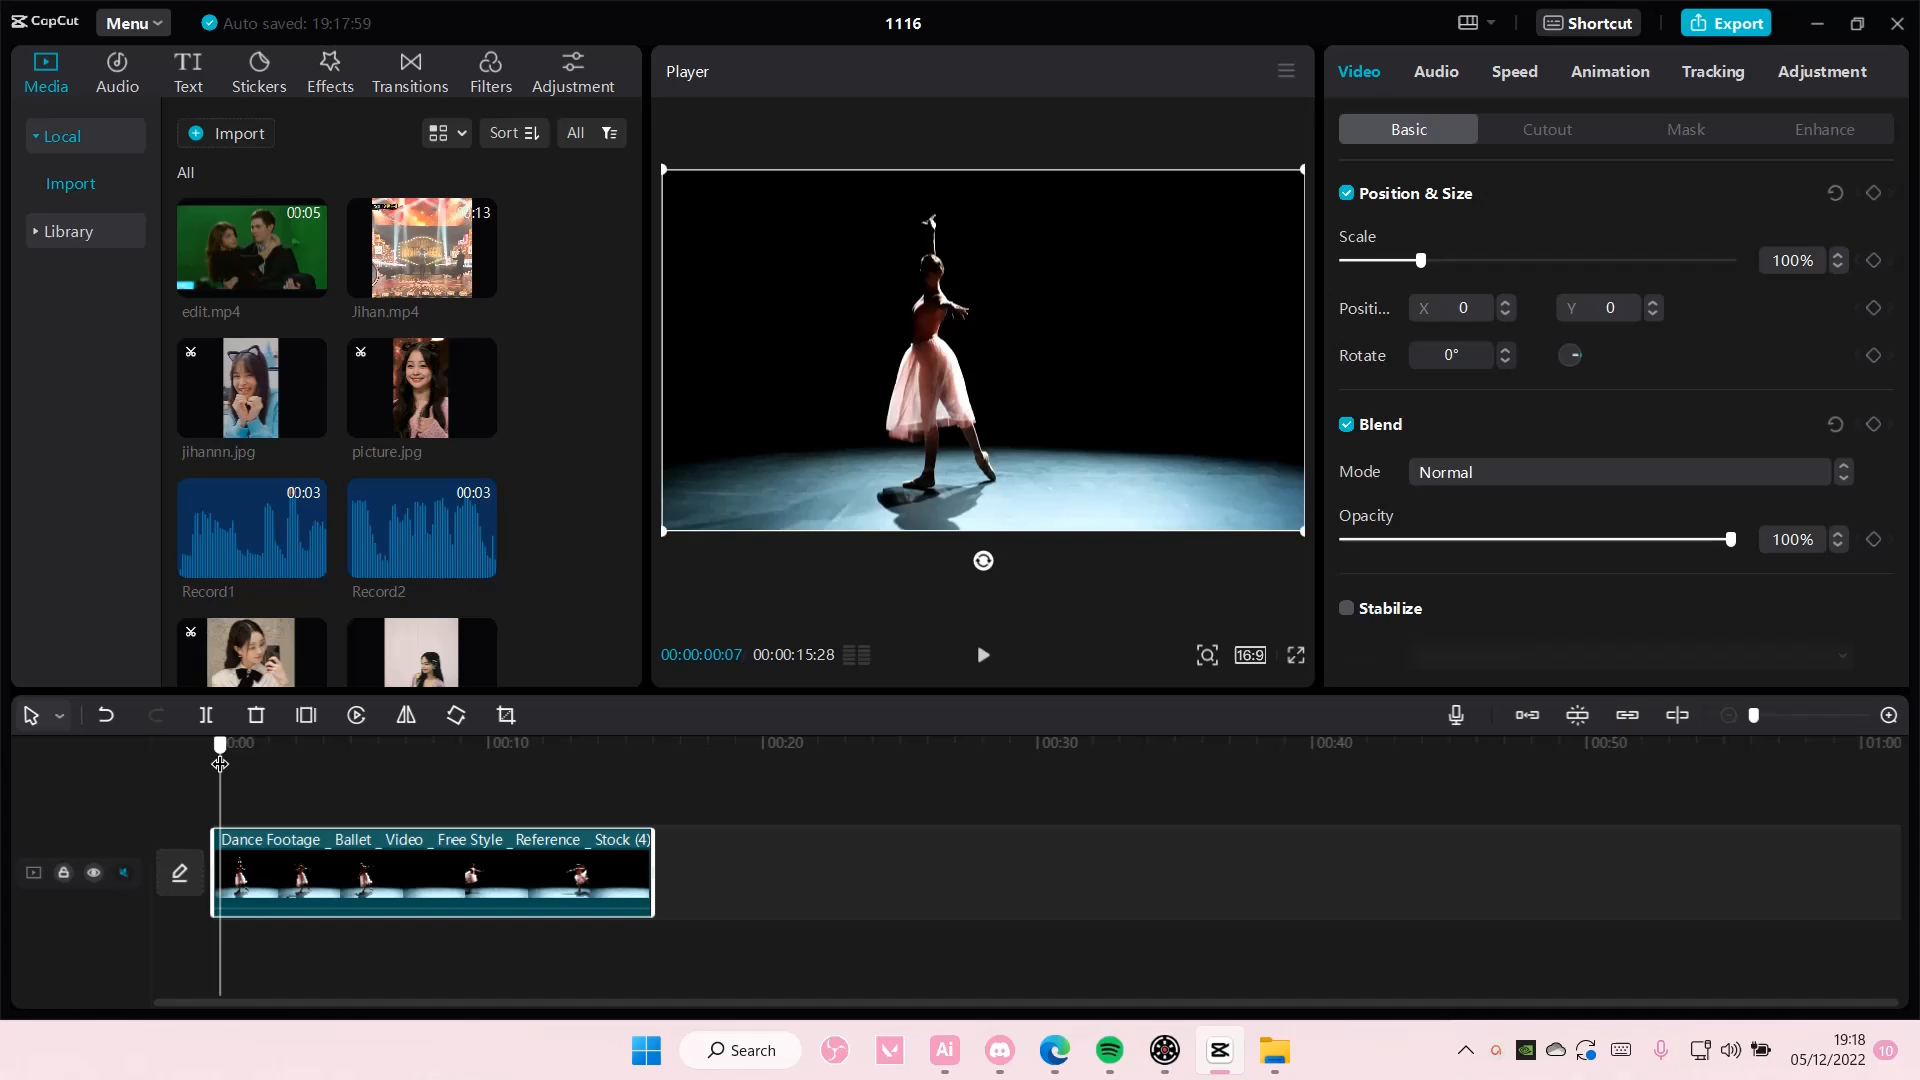 CapCut
Menu
Auto saved: 19:17:59
1116
Shortcut
Export
Media
Audio
TI
Text
Stickers
Effects
Transitions
Filters
Adjustment
Local
Import
Library
Import
Sort
All
All
00:05
edit.mp4
:13
Jihan.mp4
jihannn.jpg
picture.jpg
00:03
Record1
00:03
Record2
Player
00:00:00:07
00:00:15:28
16:9
Video
Audio
Speed
Animation
Tracking
Adjustment
Basic
Cutout
Mask
Enhance
Position & Size
Scale
100%
Positi...
X 0
Y 0
Rotate
0°
Blend
Mode
Normal
Opacity
100%
Stabilize
0:00
00:10
00:20
00:30
00:40
00:50
01:00
Dance Footage _ Ballet _ Video _ Free Style _ Reference _ Stock (4)
Search
Ai
19:18
05/12/2022
10